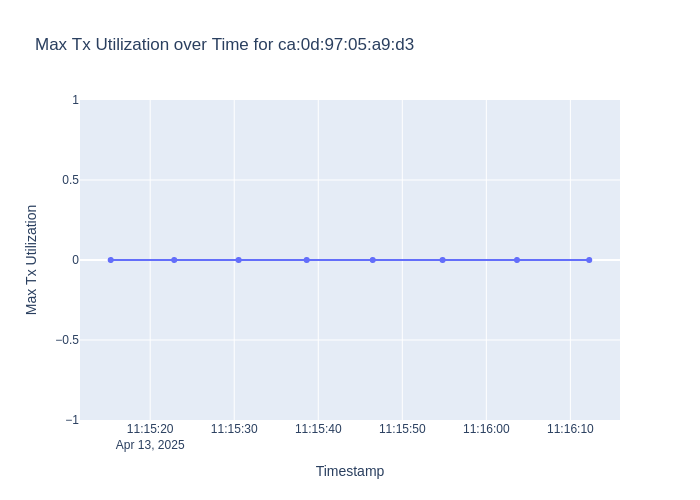 Max Tx Utilization over Time for ca:0d:97:05:a9:d3
1
0.5
0
−0.5
−1
Max Tx Utilization
11:15:20 11:15:30 11:15:40 11:15:50 11:16:00 11:16:10
Apr 13, 2025
Timestamp